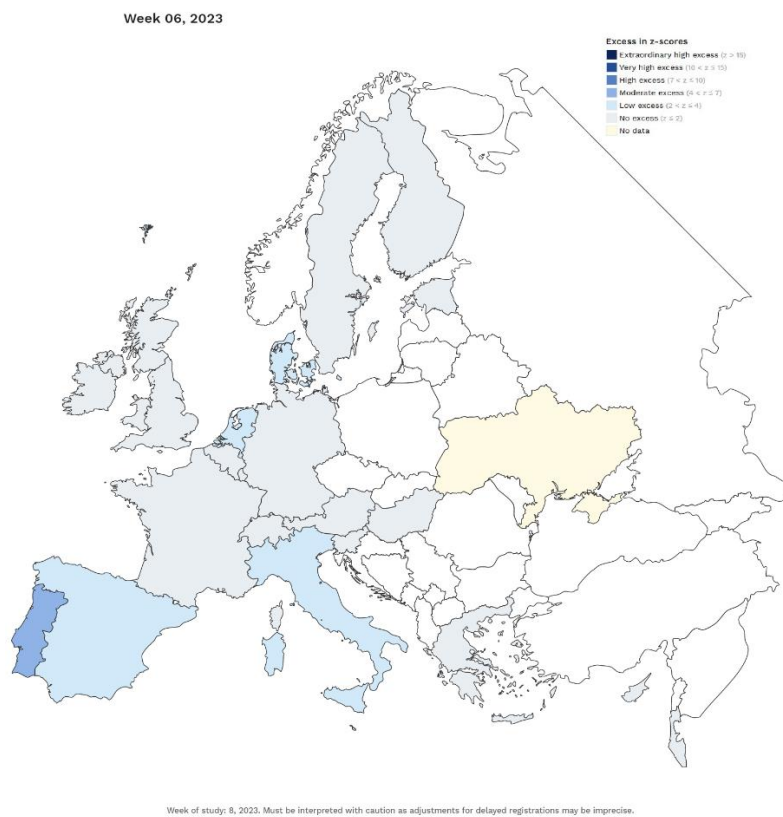 Week 06, 2023
Excess in z-scores
Extraordinary high excess (z > 15)
Very high excess (10 < z ≤ 15)
High excess (7 < z ≤ 10)
Moderate excess (4 < z ≤ 7)
Low excess (2 < z ≤ 4)
No excess (z ≤ 2)
No data
Week of study: 8, 2023. Must be interpreted with caution as adjustments for delayed registrations may be imprecise.